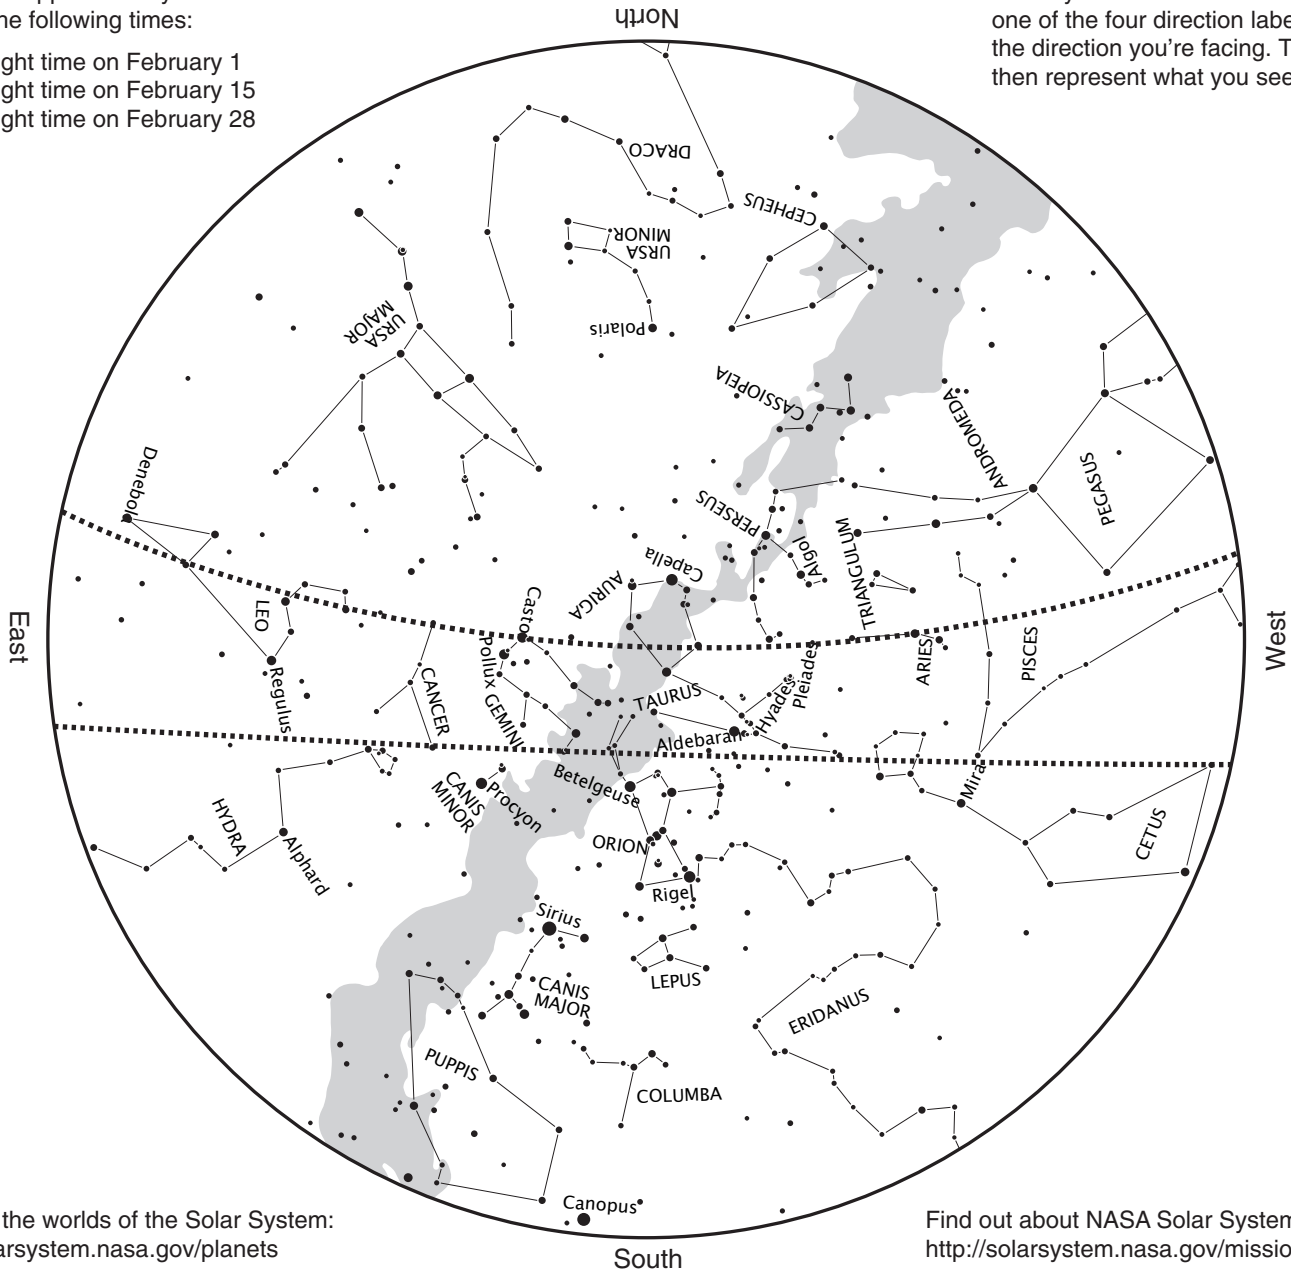 he following times:
ght time on February 1
ght time on February 15
ght time on February 28
North
one of the four direction labe
the direction you're facing. T
then represent what you see
DRACO
CEPHEUS
URSA
MINOR
Polaris
URSA
MAJOR
CASSIOPEIA
ANDROMEDA
PEGASUS
Denebola
PERSEUS
Algol
TRIANGULUM
Capella
AURIGA
Castor
Pollux
GEMINI
LEO
Regulus
CANCER
East
West
TAURUS
Pleiades
Hyades
Aldebaran
ARIES
PISCES
Betelgeuse
CANIS
MINOR
Procyon
Mira
CETUS
HYDRA
Alphard
ORION
Rigel
Sirius
LEPUS
CANIS
MAJOR
ERIDANUS
PUPPIS
COLUMBA
Canopus
South
the worlds of the Solar System:
arsystem.nasa.gov/planets
Find out about NASA Solar System
http://solarsystem.nasa.gov/missio